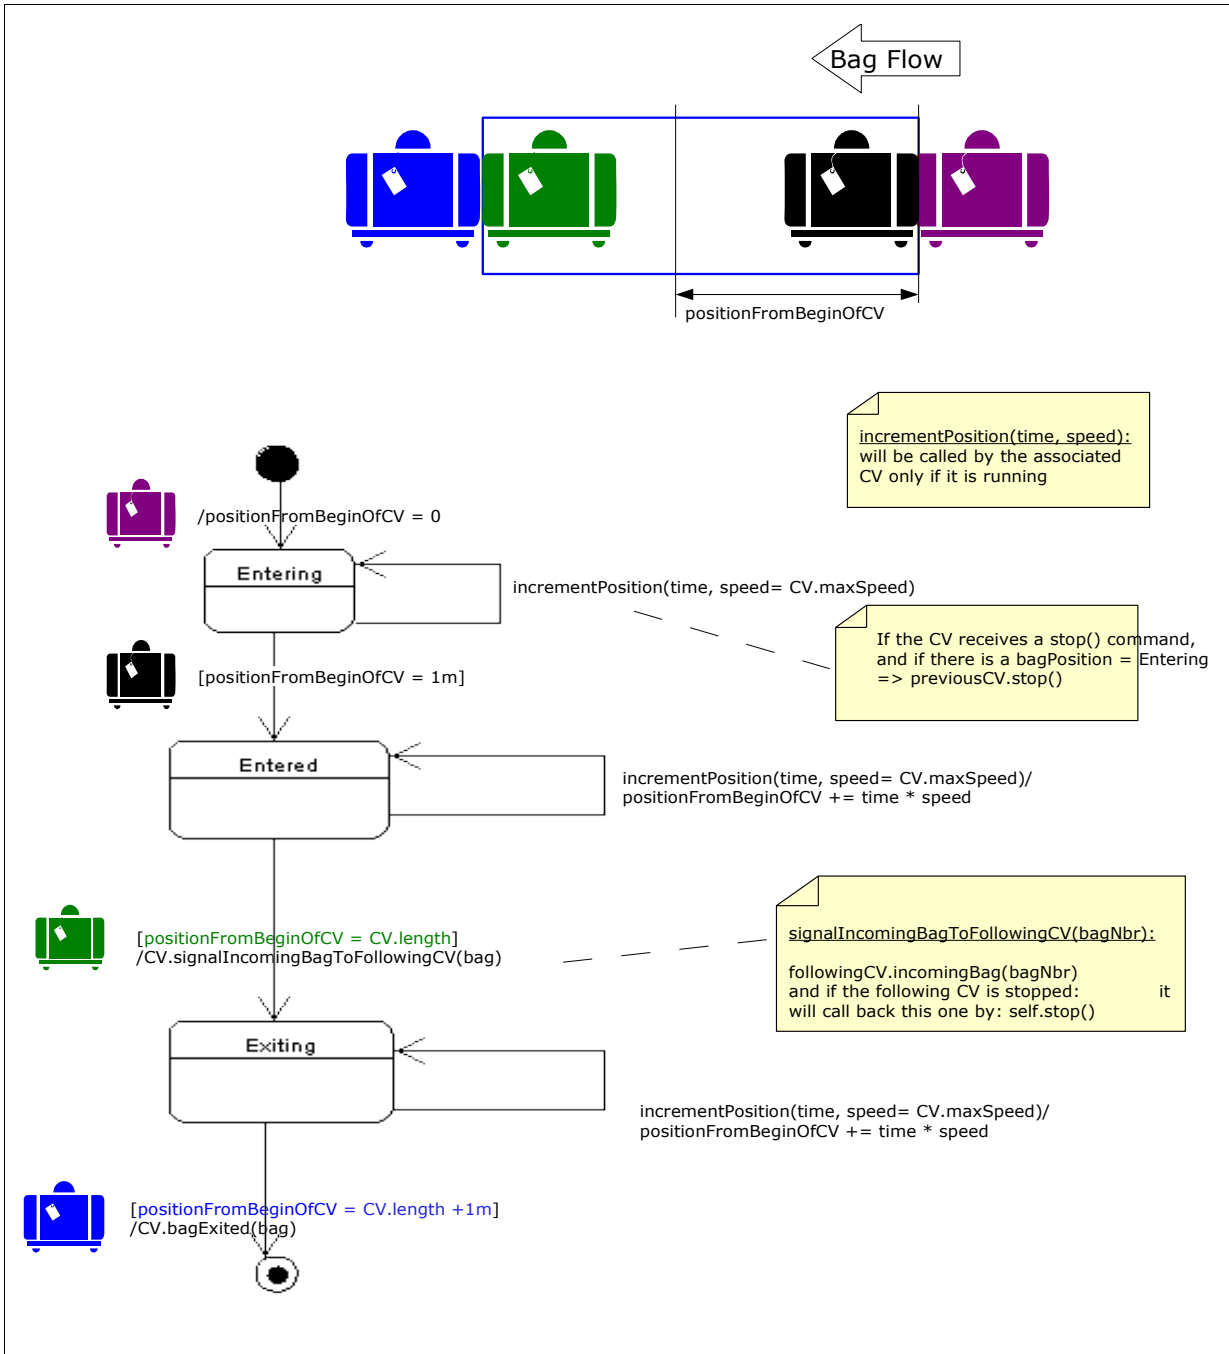 Bag Flow
positionFromBeginOfCV
incrementPosition(time, speed):
will be called by the associated
CV only if it is running
/positionFromBeginOfCV = 0
Entering
incrementPosition(time, speed= CV.maxSpeed)
If the CV receives a stop() command,
and if there is a bagPosition = Entering
=> previousCV.stop()
[positionFromBeginOfCV = 1m]
Entered
incrementPosition(time, speed= CV.maxSpeed)/
positionFromBeginOfCV += time * speed
signalIncomingBagToFollowingCV(bagNbr):
[positionFromBeginOfCV = CV.length]
/CV.signalIncomingBagToFollowingCV(bag)
followingCV.incomingBag(bagNbr)
and if the following CV is stopped: it
will call back this one by: self.stop()
Exiting
incrementPosition(time, speed= CV.maxSpeed)/
positionFromBeginOfCV += time * speed
[positionFromBeginOfCV = CV.length +1m]
/CV.bagExited(bag)